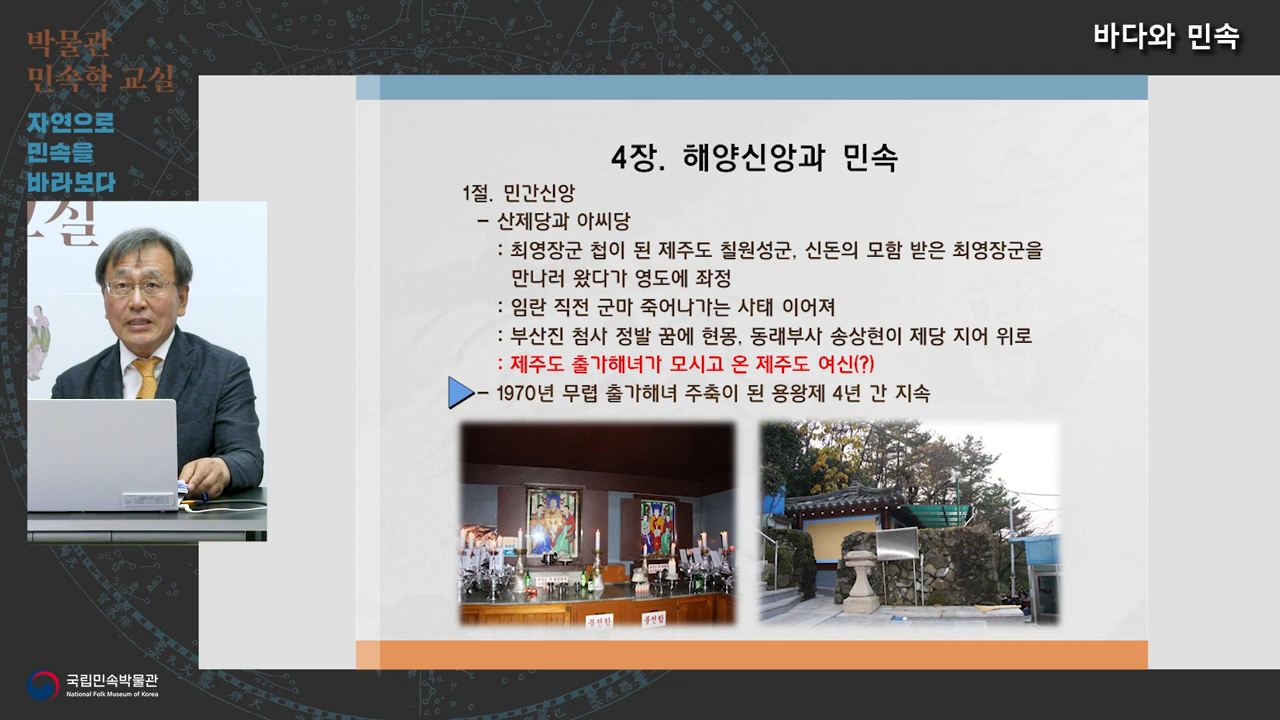 바다와 민속
박물관
민속학 교실
자연으로
민속을
바라보다
교실
4장. 해양신앙과 민속
1절. 민간신앙
– 산제당과 아씨당
: 최영장군 첩이 된 제주도 칠원성군, 신돈의 모함 받은 최영장군을
만나러 왔다가 영도에 좌정
: 임란 직전 군마 죽어나가는 사태 이어져
: 부산진 첨사 정발 꿈에 현몽, 동래부사 송상현이 제당 지어 위로
: 제주도 출가해녀가 모시고 온 제주도 여신(?)
– 1970년 무렵 출가해녀 주축이 된 용왕제 4년 간 지속
불전함
불전함
국립민속박물관
National Folk Museum of Korea